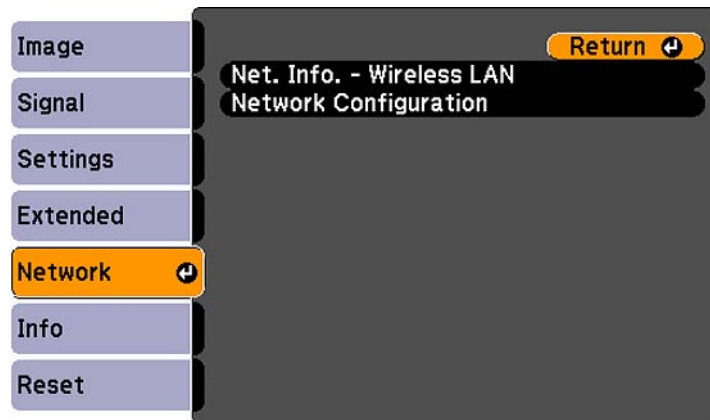 Image
Signal
Settings
Extended
Network
Info
Reset
Return
Net. Info. - Wireless LAN
Network Configuration